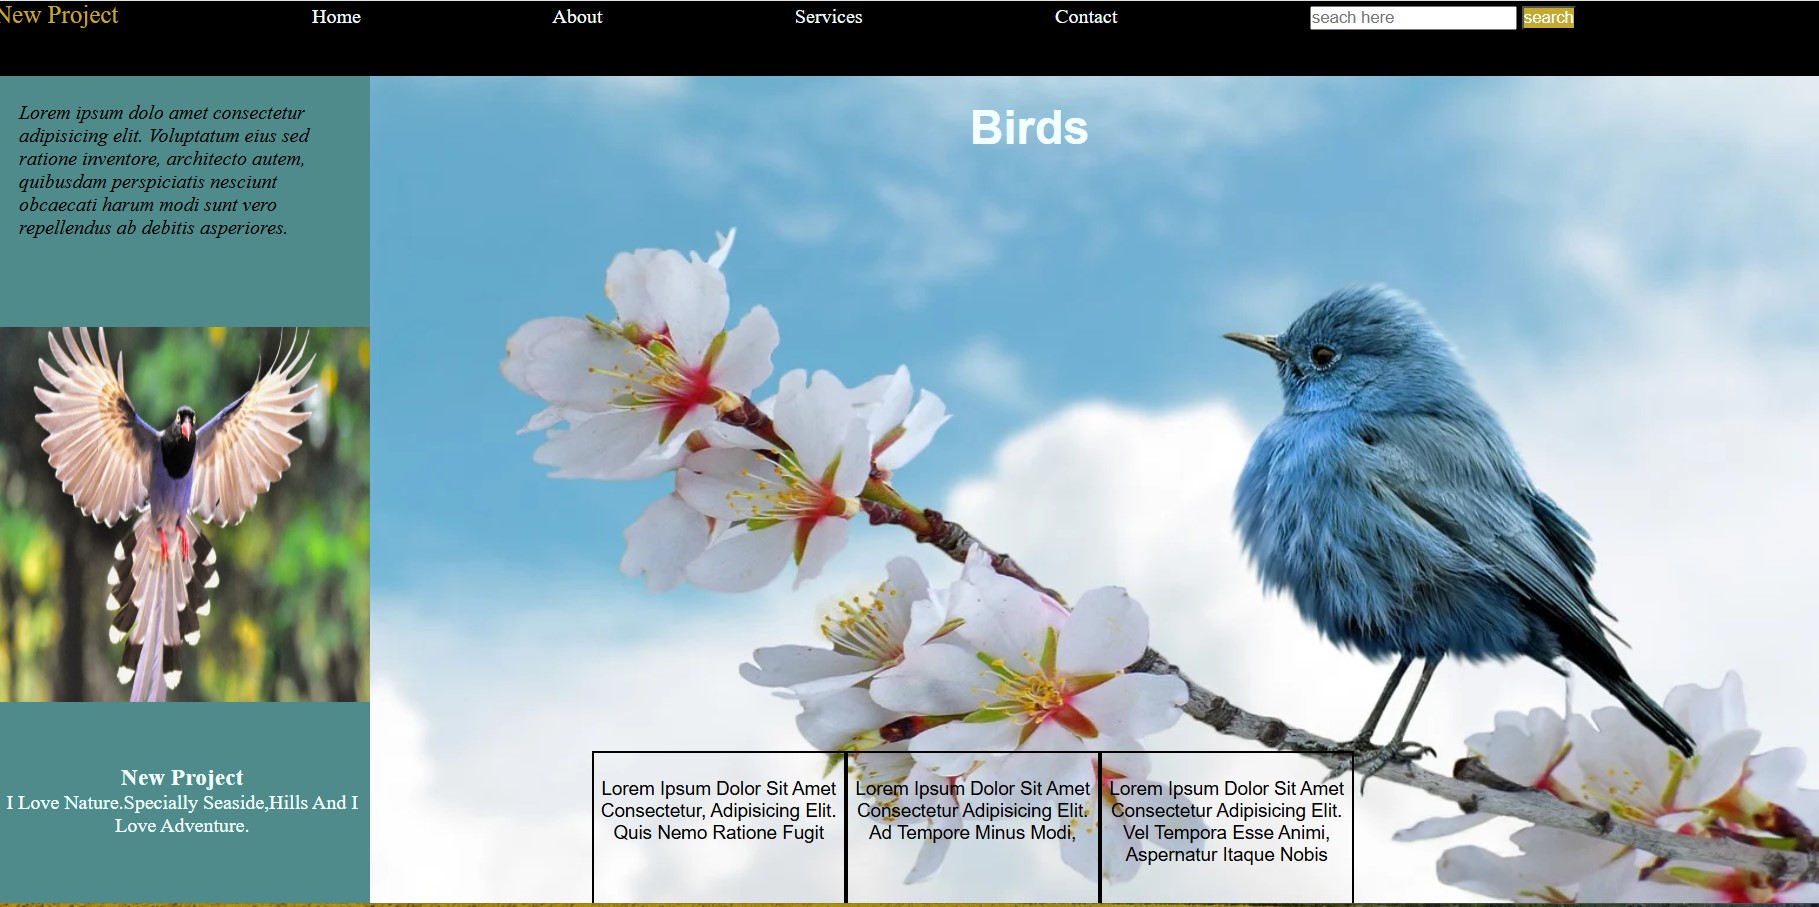 New Project
Home
About
Services
Contact
seach here
search
Lorem ipsum dolo amet consectetur
adipisicing elit. Voluptatum eius sed
ratione inventore, architecto autem,
quibusdam perspiciatis nesciunt
obcaecati harum modi sunt vero
repellendus ab debitis asperiores.
Birds
New Project
I Love Nature.Specially Seaside,Hills And I
Love Adventure.
Lorem Ipsum Dolor Sit Amet
Consectetur, Adipisicing Elit.
Quis Nemo Ratione Fugit
Lorem Ipsum Dolor Sit Amet
Consectetur Adipisicing Elit.
Ad Tempore Minus Modi,
Lorem Ipsum Dolor Sit Amet
Consectetur Adipisicing Elit.
Vel Tempora Esse Animi,
Aspernatur Itaque Nobis